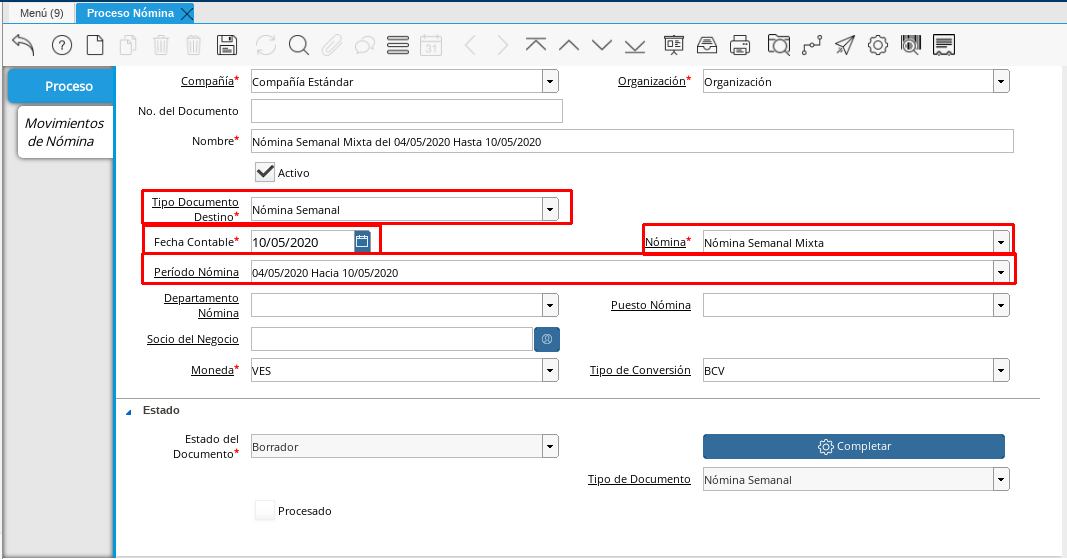 Menú (9) Proceso Nómina
31
Proceso
Movimientos
de Nómina
Compañía* Compañía Estándar Organización* Organización
No. del Documento
Nombre* Nómina Semanal Mixta del 04/05/2020 Hasta 10/05/2020
Activo
Tipo Documento
Destino* Nómina Semanal
Fecha Contable* 10/05/2020 Nómina* Nómina Semanal Mixta
Período Nómina 04/05/2020 Hacia 10/05/2020
Departamento
Nómina Puesto Nómina
Socio del Negocio
Moneda* VES Tipo de Conversión BCV
Estado
Estado del
Documento* Borrador Completar
Tipo de Documento Nómina Semanal
Procesado